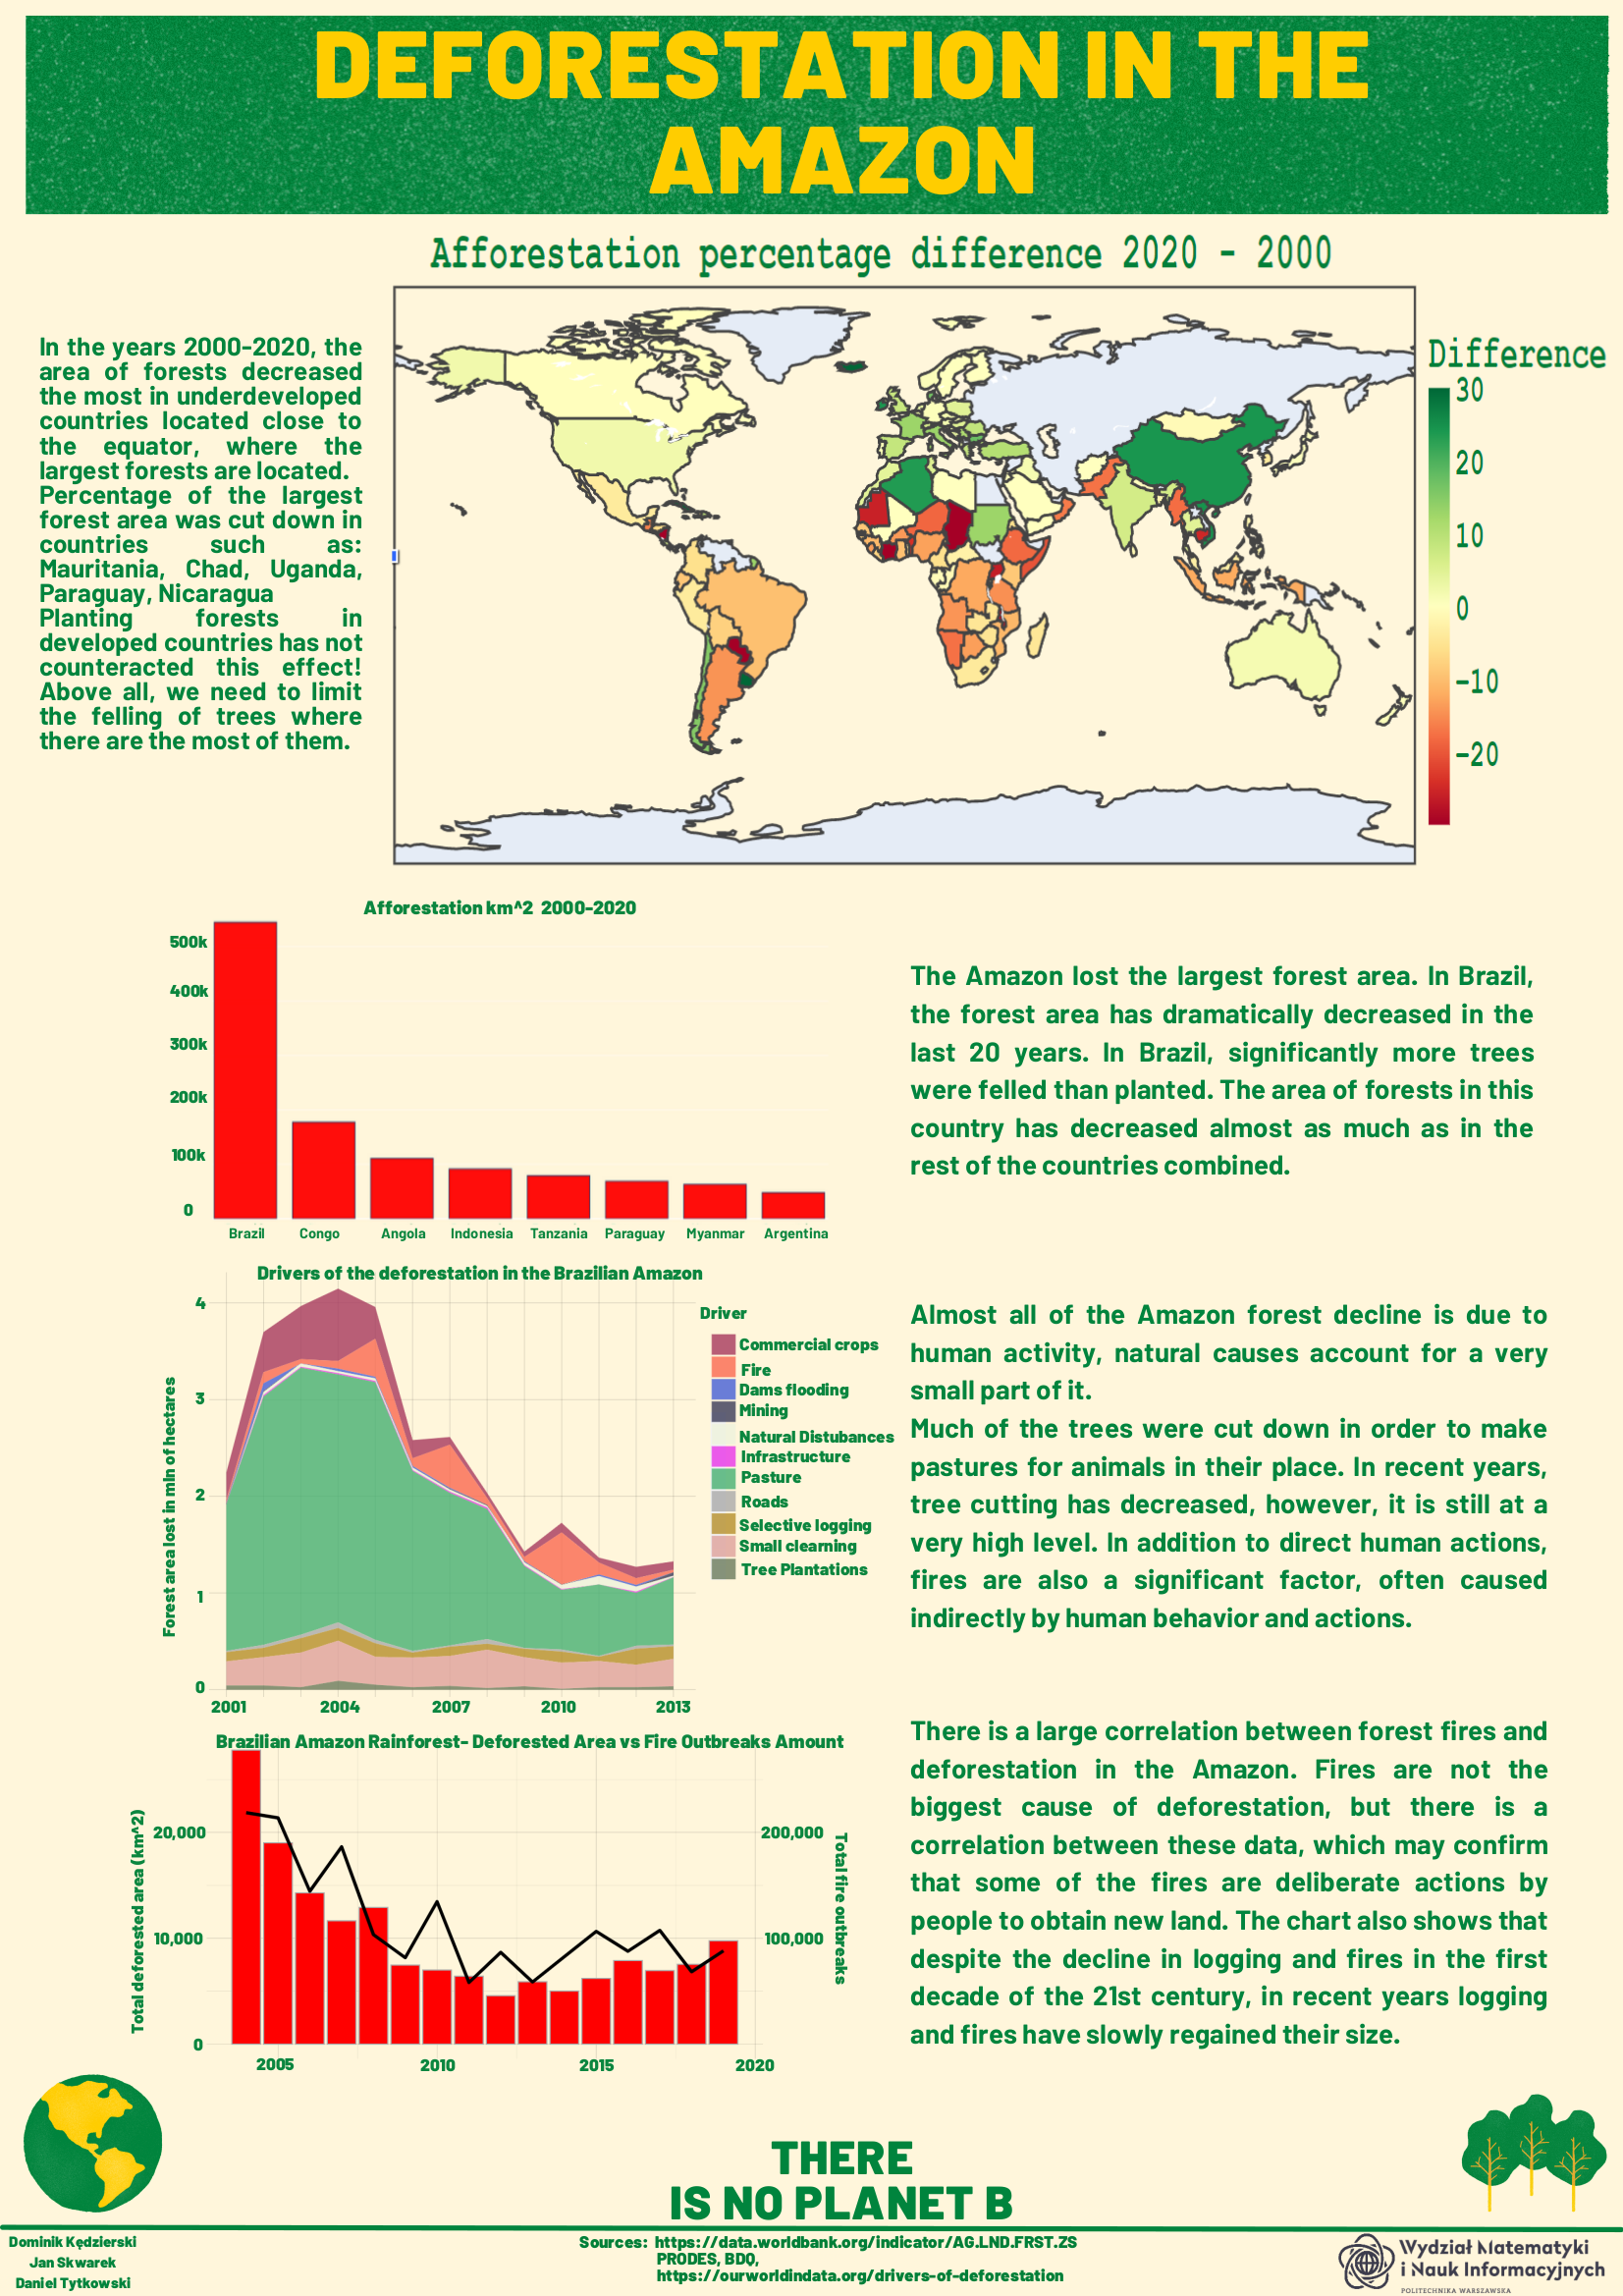 DEFORESTATION IN THE
AMAZON
Afforestation percentage difference 2020 - 2000
In the years 2000-2020, the
area of forests decreased
the most in underdeveloped
countries located close to
the equator, where the
largest forests are located.
Percentage of the largest
forest area was cut down in
countries such as:
Mauritania, Chad, Uganda,
Paraguay, Nicaragua
Planting forests in
developed countries has not
counteracted this effect!
Above all, we need to limit
the felling of trees where
there are the most of them.
Difference
30
20
10
0
−10
−20
Afforestation km^2 2000-2020
500k
400k
300k
200k
100k
0
Brazil
Congo
Angola
Indonesia
Tanzania
Paraguay
Myanmar
Argentina
The Amazon lost the largest forest area. In Brazil,
the forest area has dramatically decreased in the
last 20 years. In Brazil, significantly more trees
were felled than planted. The area of forests in this
country has decreased almost as much as in the
rest of the countries combined.
Drivers of the deforestation in the Brazilian Amazon
Forest area lost in mln of hectares
4
3
2
1
0
2001
2004
2007
2010
2013
Driver
Commercial crops
Fire
Dams flooding
Mining
Natural Distubances
Infrastructure
Pasture
Roads
Selective logging
Small clearning
Tree Plantations
Almost all of the Amazon forest decline is due to
human activity, natural causes account for a very
small part of it.
Much of the trees were cut down in order to make
pastures for animals in their place. In recent years,
tree cutting has decreased, however, it is still at a
very high level. In addition to direct human actions,
fires are also a significant factor, often caused
indirectly by human behavior and actions.
Brazilian Amazon Rainforest- Deforested Area vs Fire Outbreaks Amount
Total deforested area (km^2)
20,000
10,000
0
200,000
100,000
Total fire outbreaks
2005
2010
2015
2020
There is a large correlation between forest fires and
deforestation in the Amazon. Fires are not the
biggest cause of deforestation, but there is a
correlation between these data, which may confirm
that some of the fires are deliberate actions by
people to obtain new land. The chart also shows that
despite the decline in logging and fires in the first
decade of the 21st century, in recent years logging
and fires have slowly regained their size.
THERE
IS NO PLANET B
Dominik Kędzierski
Jan Skwarek
Daniel Tytkowski
Sources: https://data.worldbank.org/indicator/AG.LND.FRST.ZS
PRODES, BDQ,
https://ourworldindata.org/drivers-of-deforestation
Wydział Matematyki
i Nauk Informacyjnych
POLITECHNIKA WARSZAWSKA